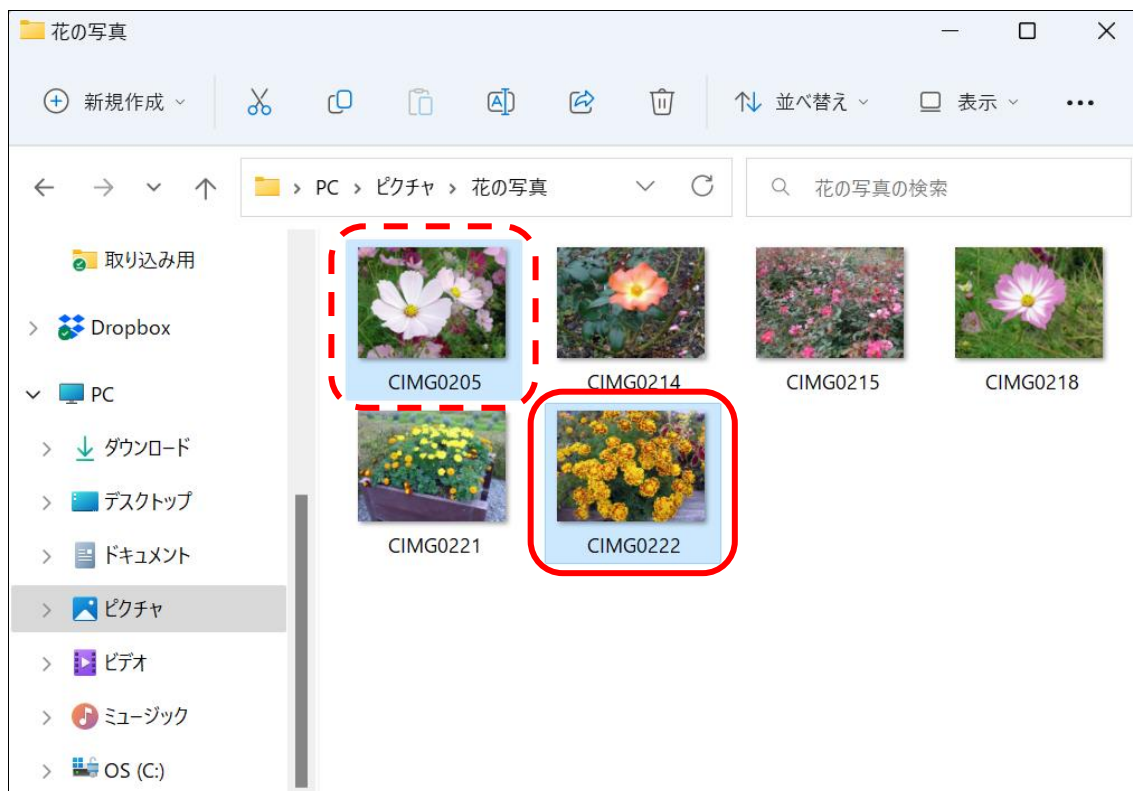 花の写真
新規作成
並べ替え
表示
PC › ピクチャ › 花の写真
花の写真の検索
取り込み用
Dropbox
PC
ダウンロード
デスクトップ
ドキュメント
ピクチャ
ビデオ
ミュージック
OS (C:)
CIMG0205
CIMG0214
CIMG0215
CIMG0218
CIMG0221
CIMG0222